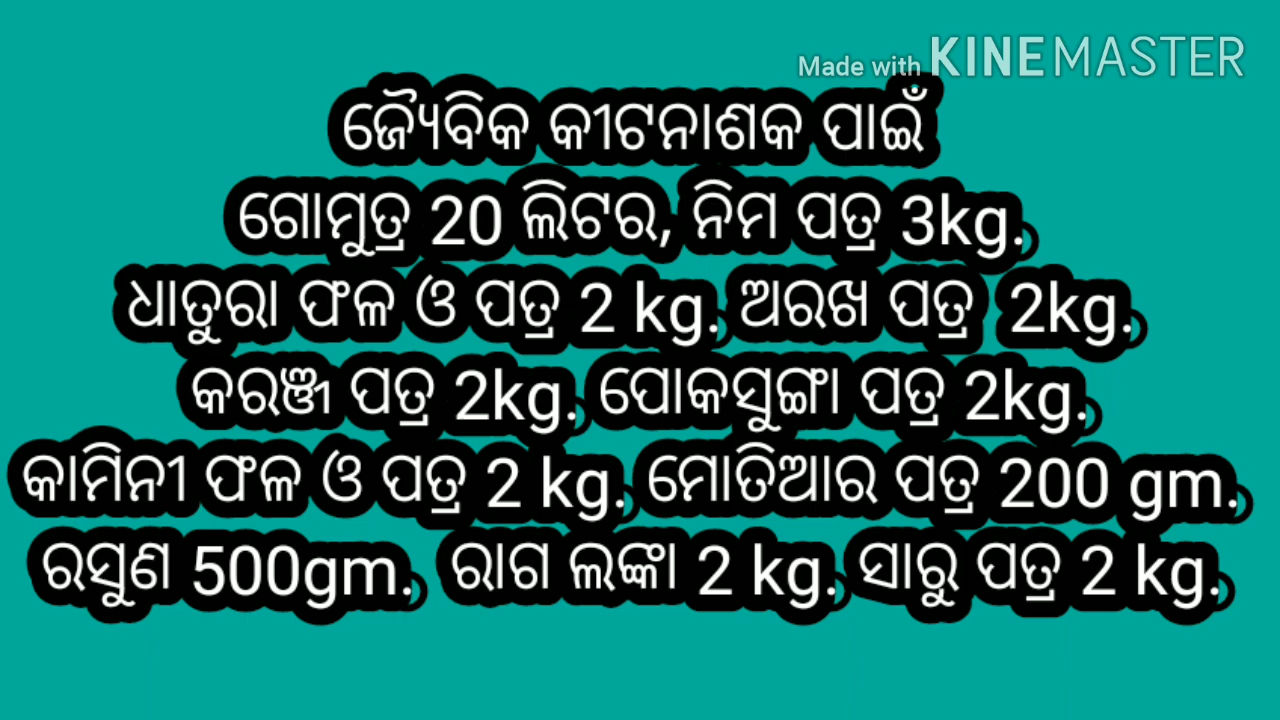 Made with KINEMASTER
ଜ୍ୟୈବିକ କୀଟନାଶକ ପାଇଁ
ଗୋମୁତ୍ର 20 ଲିଟର, ନିମ ପତ୍ର 3kg.
ଧାତୁରା ଫଳ ଓ ପତ୍ର 2 kg. ଅରଖ ପତ୍ର 2kg.
କରଞ୍ଜ ପତ୍ର 2kg. ପୋକସୁଙ୍ଗା ପତ୍ର 2kg.
କାମିନୀ ଫଳ ଓ ପତ୍ର 2 kg. ମୋତିଆର ପତ୍ର 200 gm.
ରସୁଣ 500gm. ରାଗ ଲଙ୍କା 2 kg. ସାରୁ ପତ୍ର 2 kg.